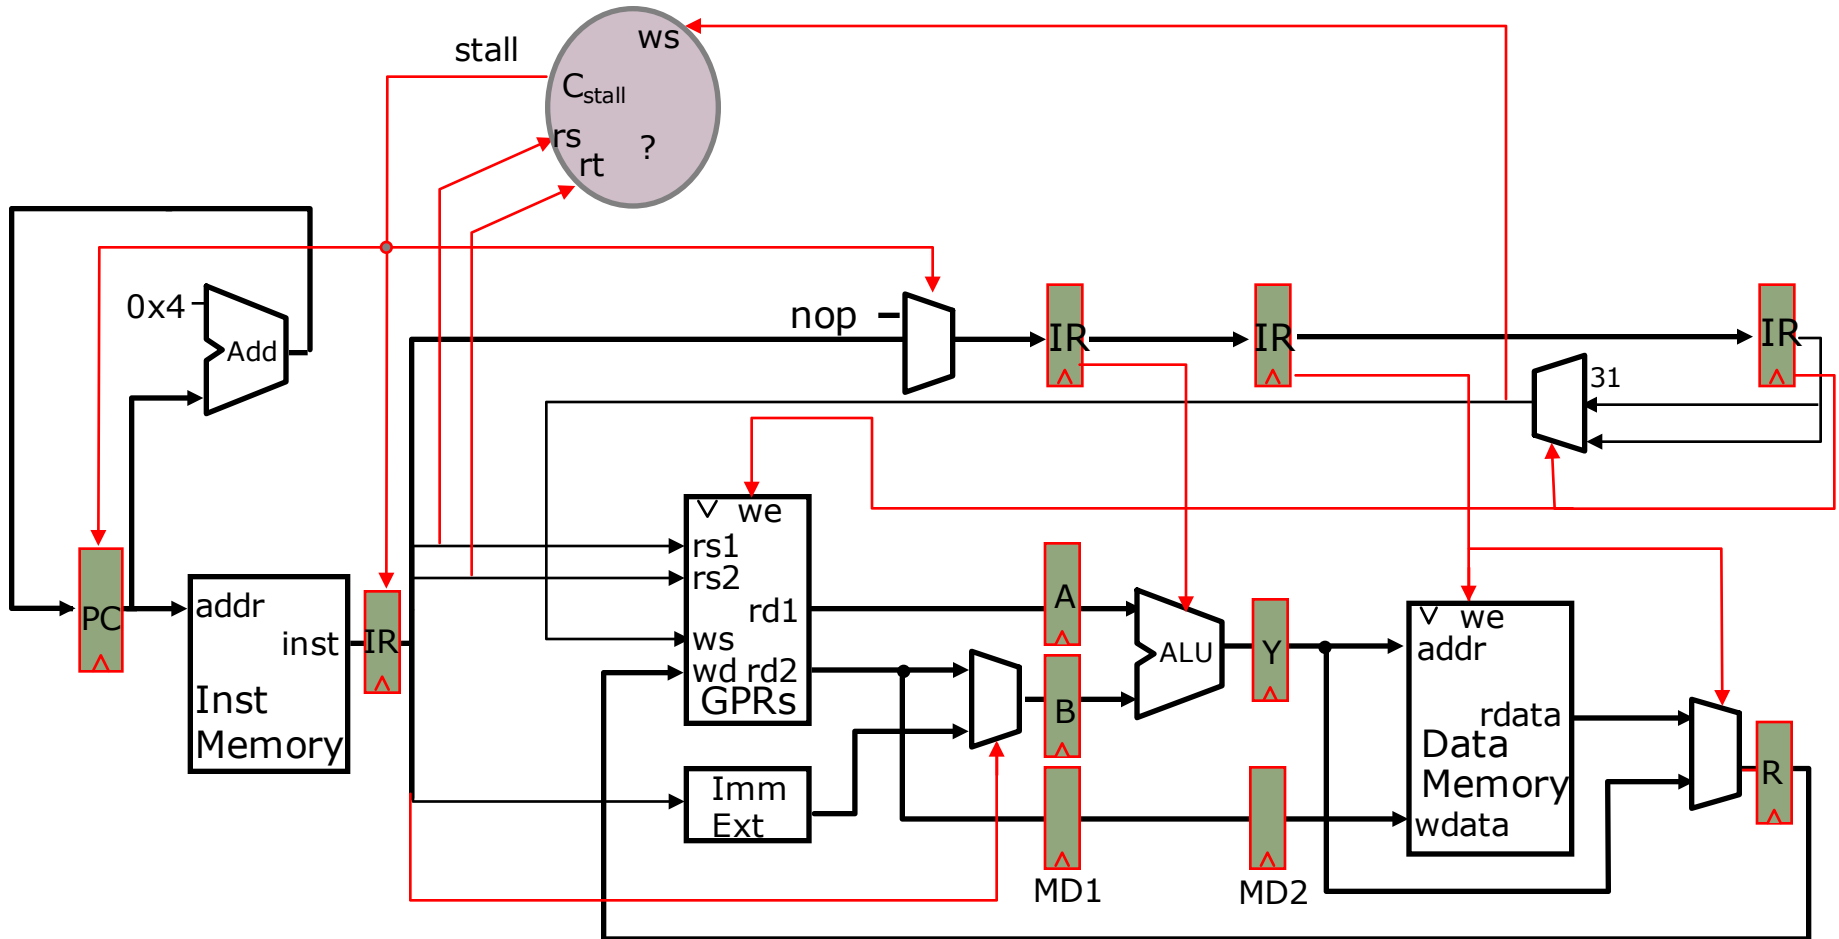 ws
stall
C stall
rs
?
rt
0x4
nop
Add
IR
IR
IR
31
we
rs1
rs2
rd1
ws
wd rd2
GPRs
PC
addr
inst
Inst
Memory
IR
A
B
ALU
Y
we
addr
rdata
Data
Memory
wdata
R
Imm
Ext
MD1
MD2